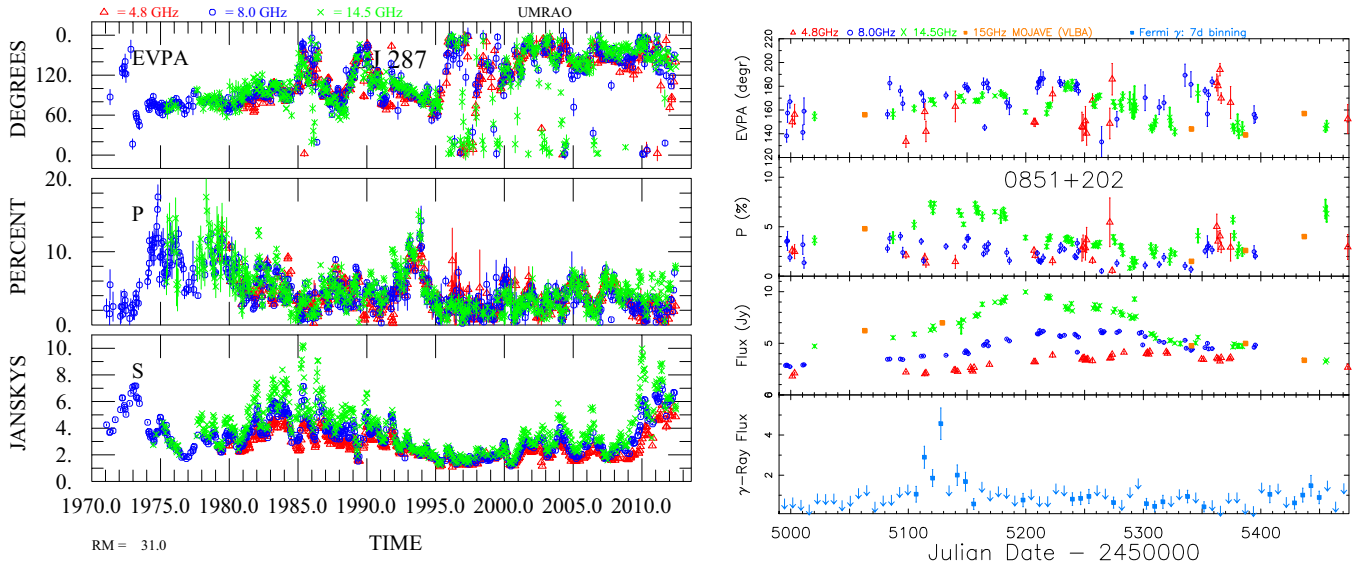 = 4.8 GHz = 8.0 GHz = 14.5 GHz UMRAO
DEGREES
0.
120.
60.
0.
EVPA
J 287
PERCENT
20.
10.
0.
P
JANSKYS
10.
8.
6.
4.
2.
0.
S
1970.0 1975.0 1980.0 1985.0 1990.0 1995.0 2000.0 2005.0 2010.0
RM = 31.0 TIME
4.8GHz 8.0GHz 14.5GHz 15GHz MOJAVE (VLBA) Fermi γ: 7d binning
EVPA (degr)
220
200
180
160
140
120
0851+202
P (%)
10
5
0
Flux (Jy)
10
5
γ-Ray Flux
4
2
5000 5100 5200 5300 5400
Julian Date − 2450000